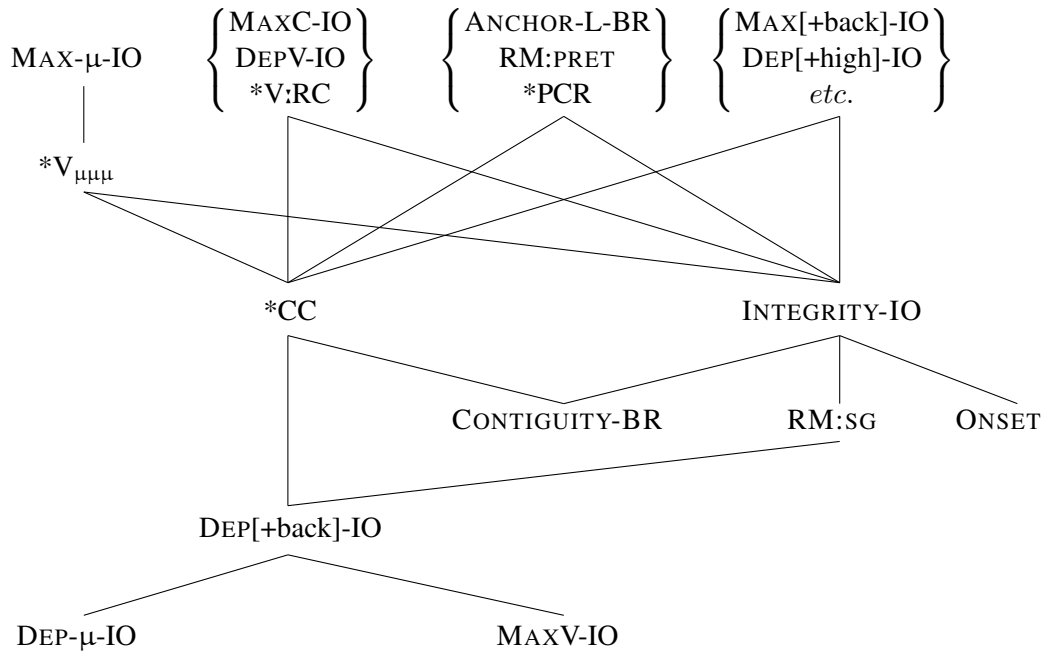 MAX-μ-IO
MAXC-IO
DEPV-IO
*V:RC
ANCHOR-L-BR
RM:PRET
*PCR
MAX[+back]-IO
DEP[+high]-IO
etc.
*Vμμμ
*CC
INTEGRITY-IO
CONTIGUITY-BR
RM:SG
ONSET
DEP[+back]-IO
DEP-μ-IO
MAXV-IO